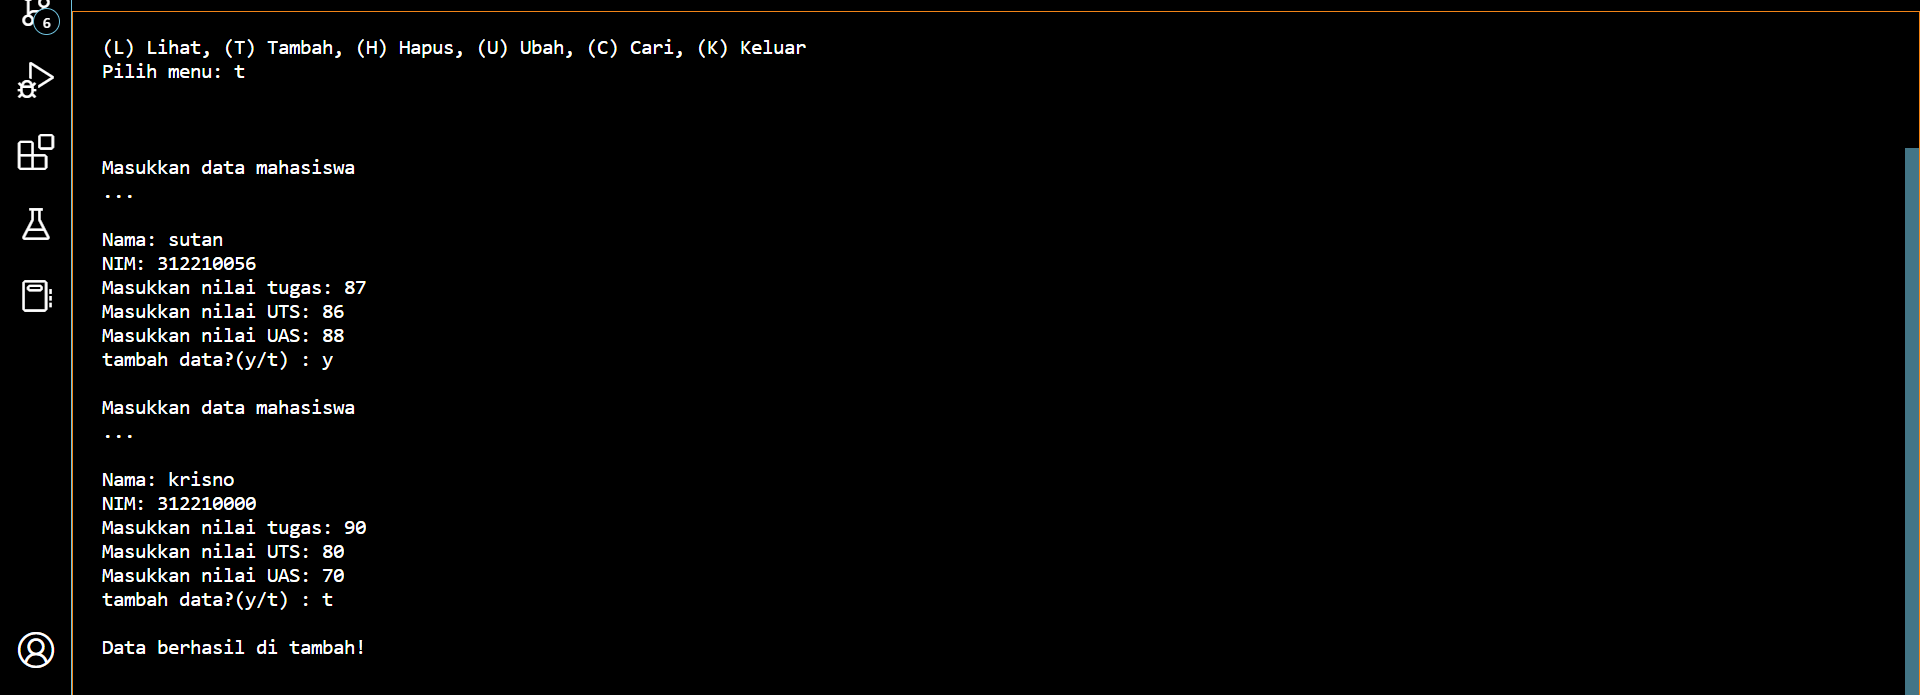 6
(L) Lihat, (T) Tambah, (H) Hapus, (U) Ubah, (C) Cari, (K) Keluar
Pilih menu: t
Masukkan data mahasiswa
...
Nama: sutan
NIM: 312210056
Masukkan nilai tugas: 87
Masukkan nilai UTS: 86
Masukkan nilai UAS: 88
tambah data?(y/t) : y
Masukkan data mahasiswa
...
Nama: krisno
NIM: 312210000
Masukkan nilai tugas: 90
Masukkan nilai UTS: 80
Masukkan nilai UAS: 70
tambah data?(y/t) : t
Data berhasil di tambah!